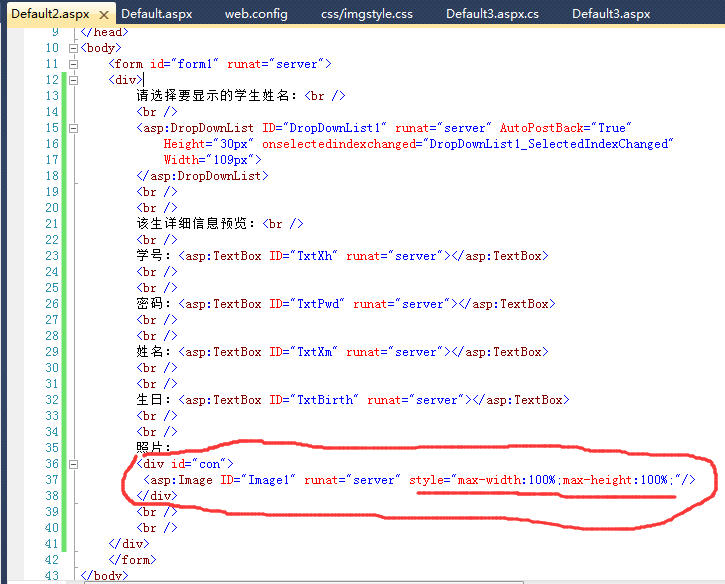 Default2.aspx Default.aspx web.config css/imgstyle.css Default3.aspx.cs Default3.aspx
9 </head>
10 <body>
11 <form id="form1" runat="server">
12 <div>
13 请选择要显示的学生姓名：<br />
14 <br />
15 <asp:DropDownList ID="DropDownList1" runat="server" AutoPostBack="True"
16 Height="30px" onselectedindexchanged="DropDownList1_SelectedIndexChanged"
17 Width="109px">
18 </asp:DropDownList>
19 <br />
20 <br />
21 该生详细信息预览：<br />
22 <br />
23 学号：<asp:TextBox ID="TxtXh" runat="server"></asp:TextBox>
24 <br />
25 <br />
26 密码：<asp:TextBox ID="TxtPwd" runat="server"></asp:TextBox>
27 <br />
28 <br />
29 姓名：<asp:TextBox ID="TxtXm" runat="server"></asp:TextBox>
30 <br />
31 <br />
32 生日：<asp:TextBox ID="TxtBirth" runat="server"></asp:TextBox>
33 <br />
34 <br />
35 照片：
36 <div id="con">
37 <asp:Image ID="Image1" runat="server" style="max-width:100%;max-height:100%;"/>
38 </div>
39 <br />
40 <br />
41 </div>
42 </form>
43 </body>